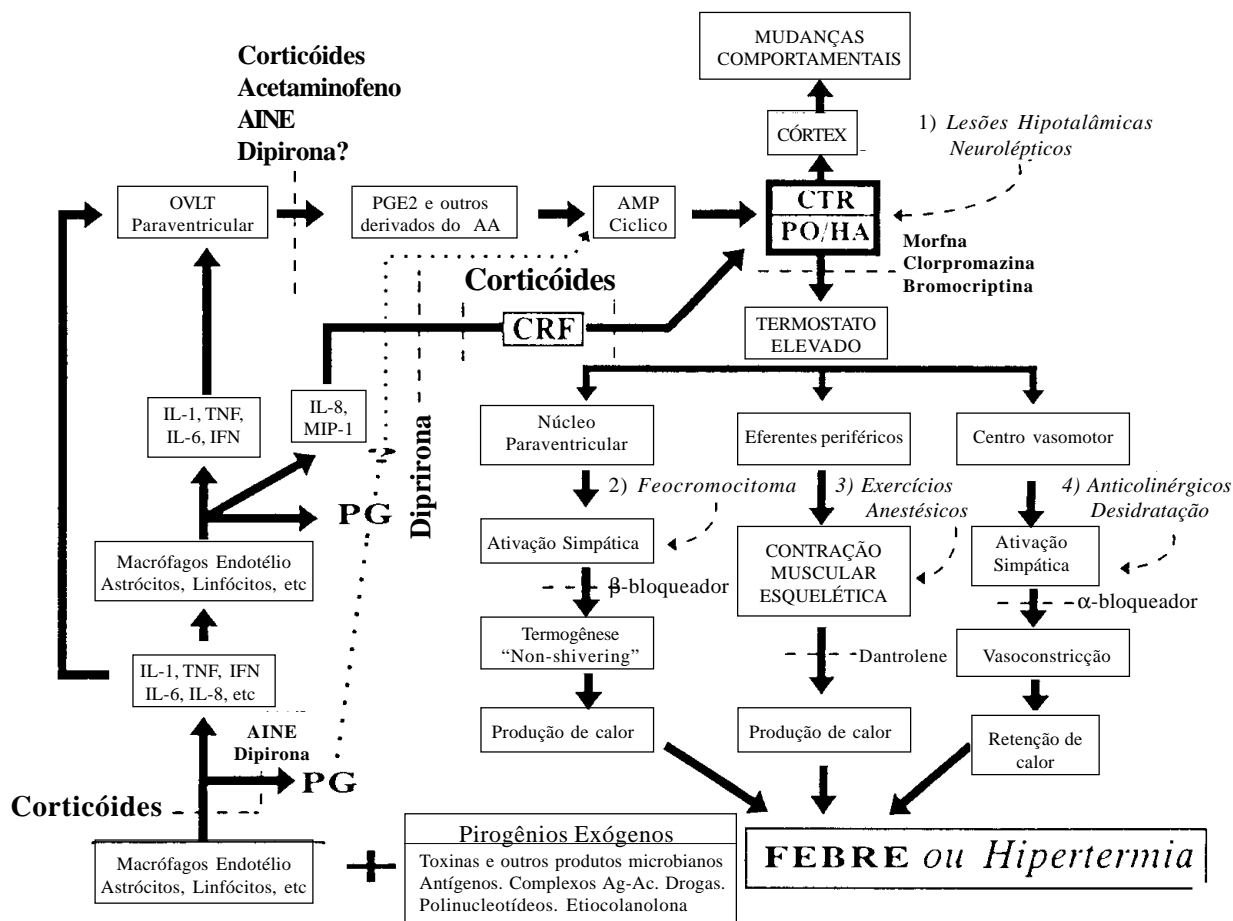 MUDANÇAS
COMPORTAMENTAIS
Corticóides
Acetaminofeno
AINE
Dipirona?
CÓRTEX
1) Lesões Hipotalâmicas
Neurolépticos
OVLT
Paraventricular
PGE2 e outros
derivados do AA
AMP
Ciclico
CTR
PO/HA
Morfna
Clorpromazina
Bromocriptina
Corticóides
CRF
TERMOSTATO
ELEVADO
IL-1, TNF,
IL-6, IFN
IL-8,
MIP-1
Diprirona
Núcleo
Paraventricular
Eferentes periféricos
Centro vasomotor
2) Feocromocitoma
3) Exercícios
Anestésicos
4) Anticolinérgicos
Desidratação
PG
Macrófagos Endotélio
Astrócitos, Linfócitos, etc
Ativação Simpática
CONTRAÇÃO
MUSCULAR
ESQUELÉTICA
Ativação
Simpática
β-bloqueador
α-bloqueador
Termogênese
“Non-shivering”
Dantrolene
Vasoconstricção
IL-1, TNF, IFN
IL-6, IL-8, etc
AINE
Dipirona
PG
Produção de calor
Produção de calor
Retenção de
calor
Corticóides
Macrófagos Endotélio
Astrócitos, Linfócitos, etc
Pirogênios Exógenos
Toxinas e outros produtos microbianos
Antígenos. Complexos Ag-Ac. Drogas.
Polinucleotídeos. Etiocolanolona
FEBRE ou Hipertermia